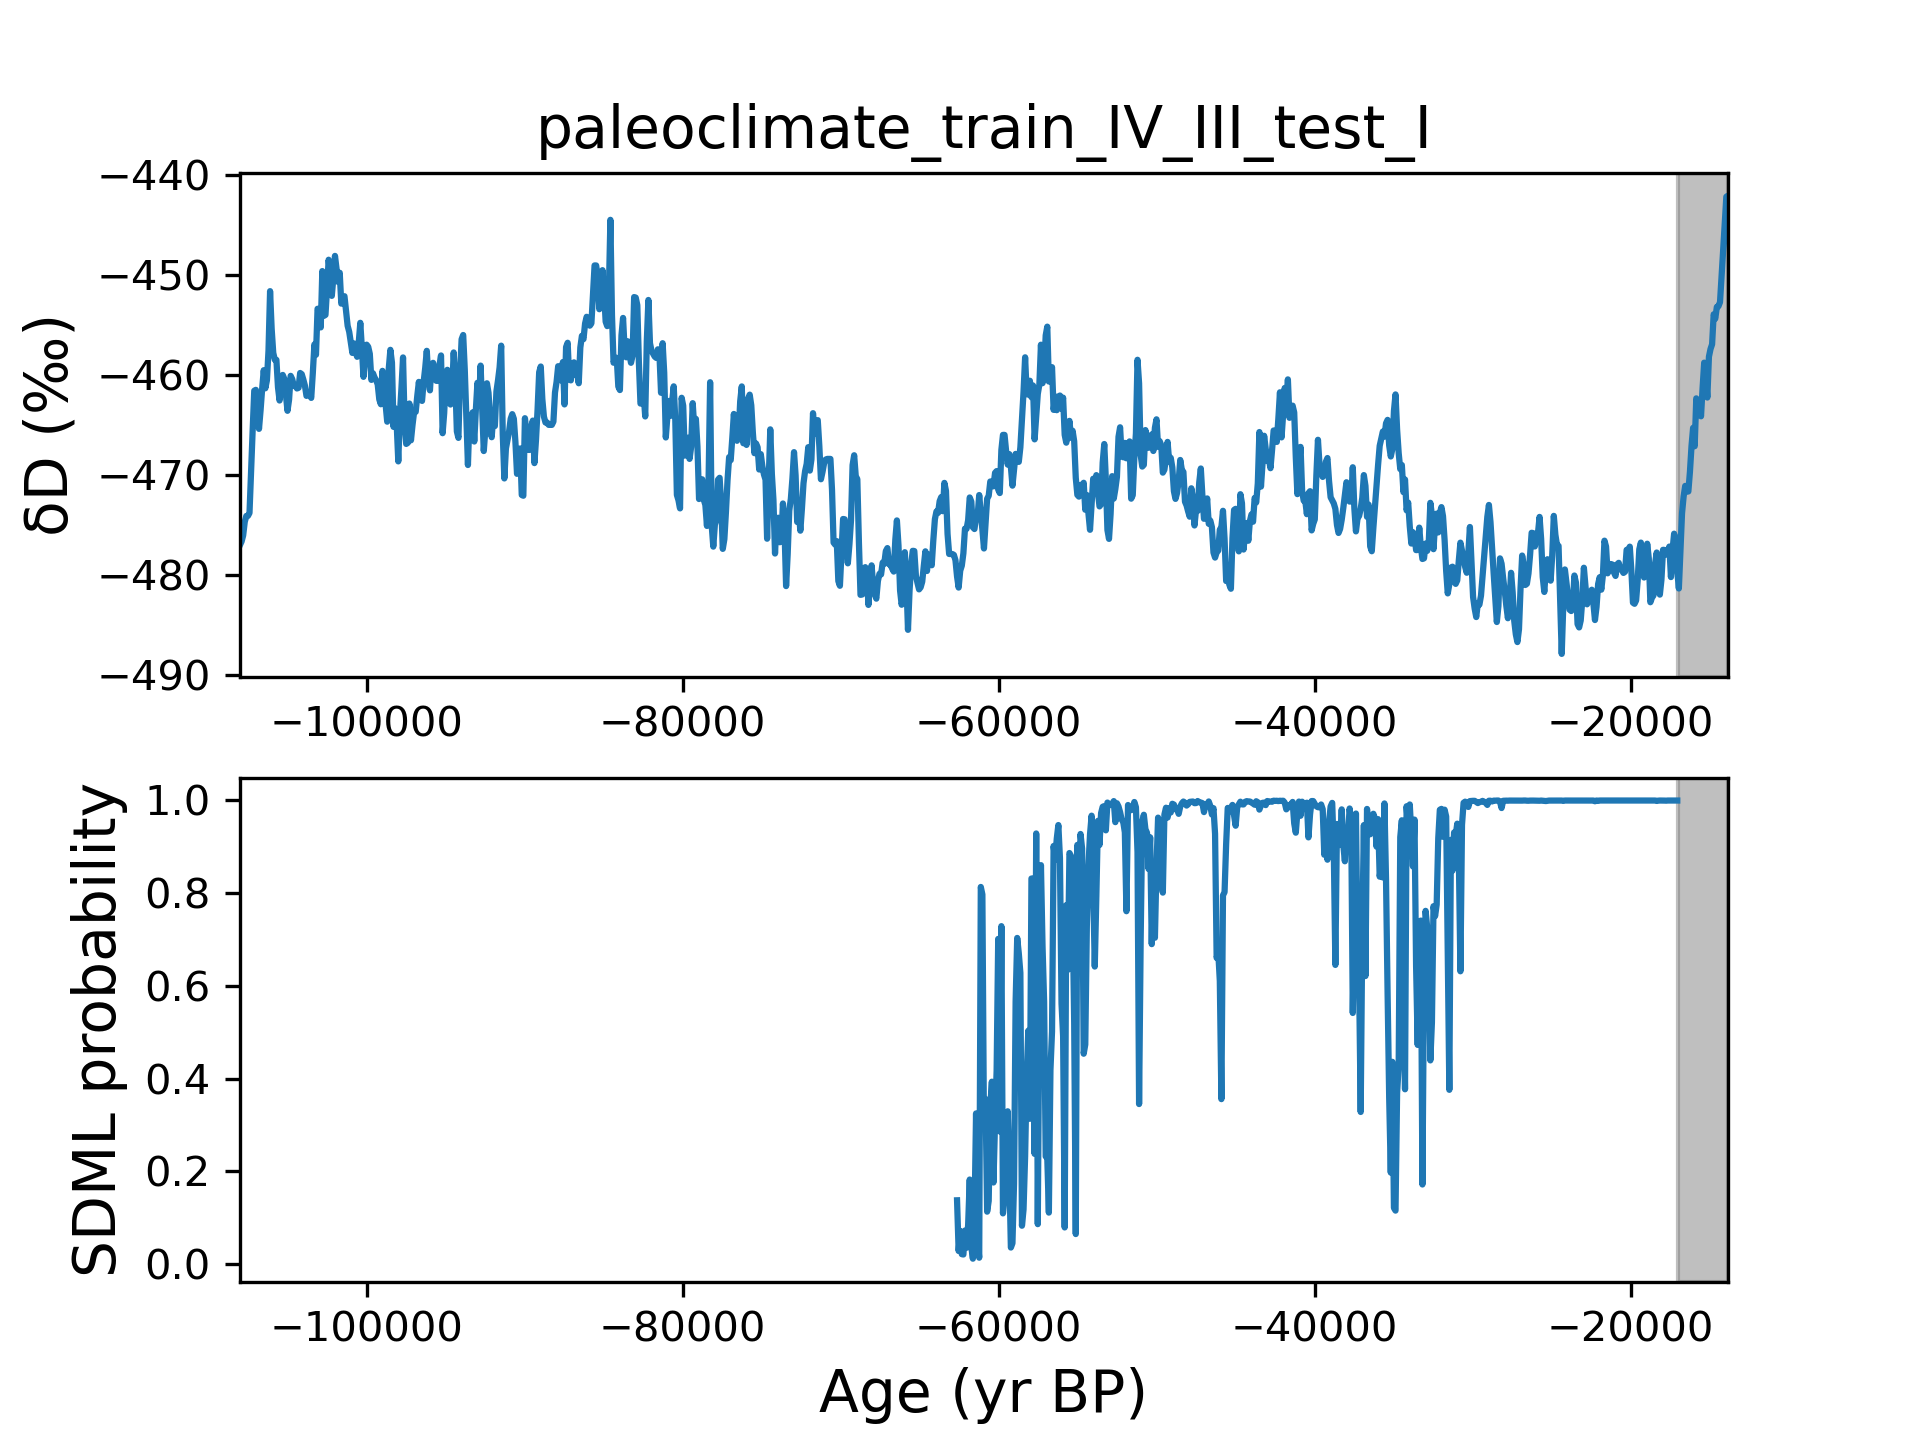 paleoclimate_train_IV_III_test_I
δD (‰)
−440
−450
−460
−470
−480
−490
−100000 −80000 −60000 −40000 −20000
SDML probability
1.0
0.8
0.6
0.4
0.2
0.0
−100000 −80000 −60000 −40000 −20000
Age (yr BP)